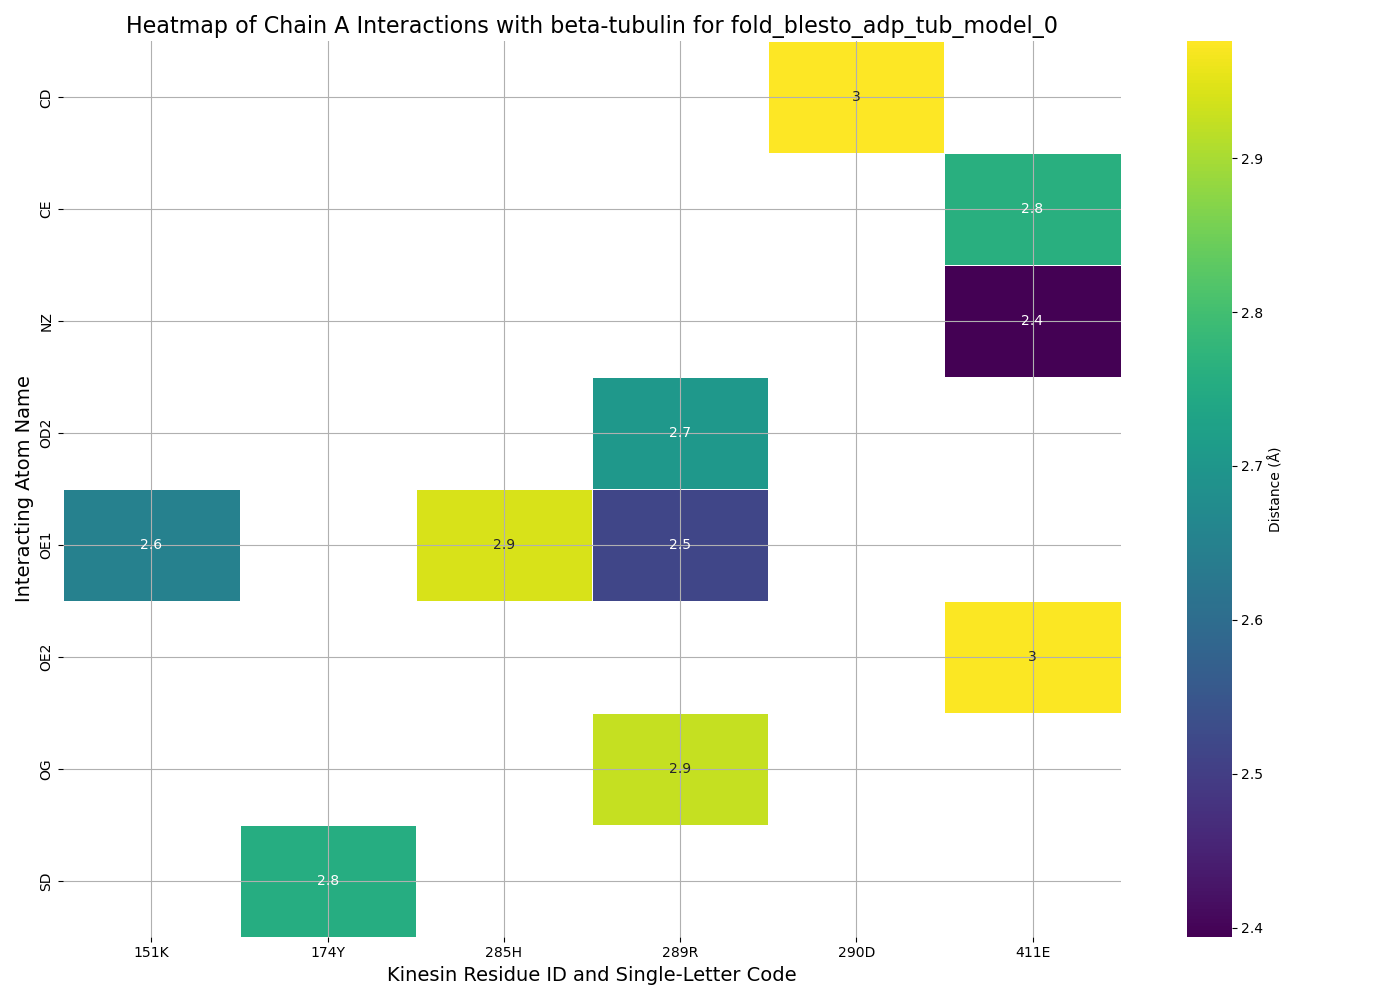 Heatmap of Chain A Interactions with beta-tubulin for fold_blesto_adp_tub_model_0
Interacting Atom Name
CD
CE
NZ
OD2
OE1
OE2
OG
SD
3
2.8
2.4
2.7
2.6 2.9 2.5
3
2.9
2.8
151K 174Y 285H 289R 290D 411E
Kinesin Residue ID and Single-Letter Code
2.9
2.8
2.7
2.6
2.5
2.4
Distance (Å)